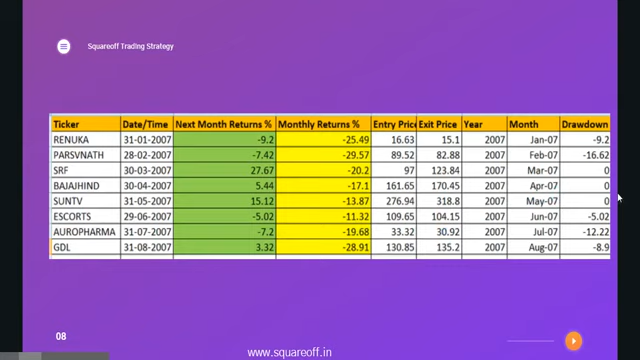 Squareoff Trading Strategy
Ticker Date/Time Next Month Returns % Monthly Returns % Entry Price Exit Price Year Month Drawdown
RENUKA 31-01-2007 -9.2 -25.49 16.63 15.1 2007 Jan-07 -9.2
PARSVNATH 28-02-2007 -7.42 -29.57 89.52 82.88 2007 Feb-07 -16.62
SRF 30-03-2007 27.67 -20.2 97 123.84 2007 Mar-07 0
BAJAJHIND 30-04-2007 5.44 -17.1 161.65 170.45 2007 Apr-07 0
SUNTV 31-05-2007 15.12 -13.87 276.94 318.8 2007 May-07 0
ESCORTS 29-06-2007 -5.02 -11.32 109.65 104.15 2007 Jun-07 -5.02
AUROPHARMA 31-07-2007 -7.2 -19.68 33.32 30.92 2007 Jul-07 -12.22
GDL 31-08-2007 3.32 -28.91 130.85 135.2 2007 Aug-07 -8.9
08
www.squareoff.in